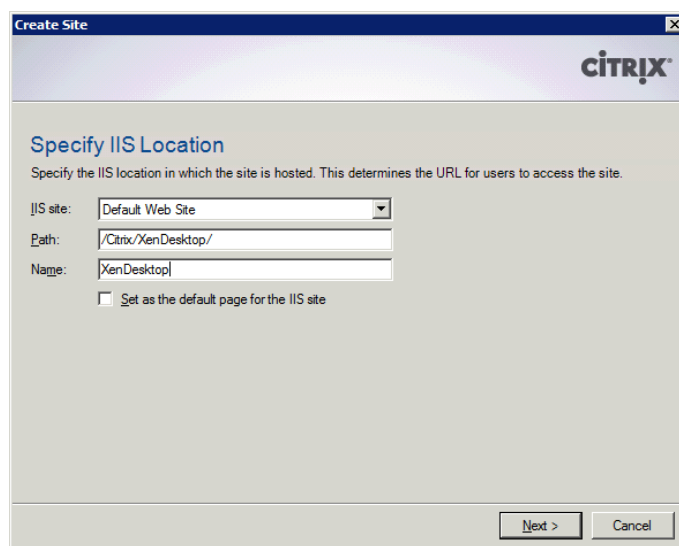 Create Site
CITRIX
Specify IIS Location
Specify the IIS location in which the site is hosted. This determines the URL for users to access the site.
IIS site: Default Web Site
Path: /Citrix/XenDesktop/
Name: XenDesktop
Set as the default page for the IIS site
Next > Cancel